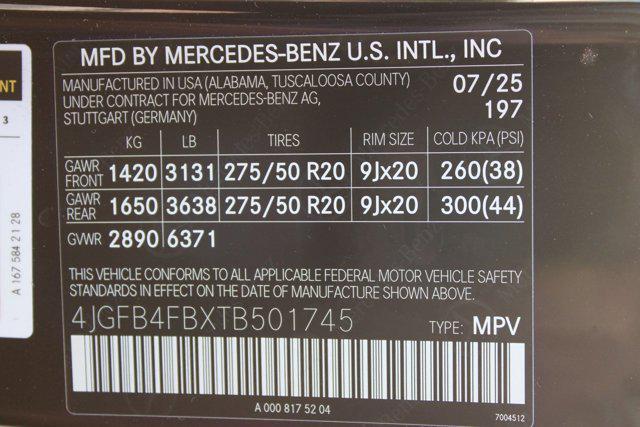 MFD BY MERCEDES-BENZ U.S. INTL., INC
MANUFACTURED IN USA (ALABAMA, TUSCALOOSA COUNTY) 07/25
UNDER CONTRACT FOR MERCEDES-BENZ AG, 197
STUTTGART (GERMANY)
KG LB TIRES RIM SIZE COLD KPA (PSI)
GAWR FRONT 1420 3131 275/50 R20 9Jx20 260(38)
GAWR REAR 1650 3638 275/50 R20 9Jx20 300(44)
GVWR 2890 6371
THIS VEHICLE CONFORMS TO ALL APPLICABLE FEDERAL MOTOR VEHICLE SAFETY
STANDARDS IN EFFECT ON THE DATE OF MANUFACTURE SHOWN ABOVE.
4JGFB4FBXTB501745 TYPE: MPV
A 000 817 52 04
7004512
3
A 167 584 21 28